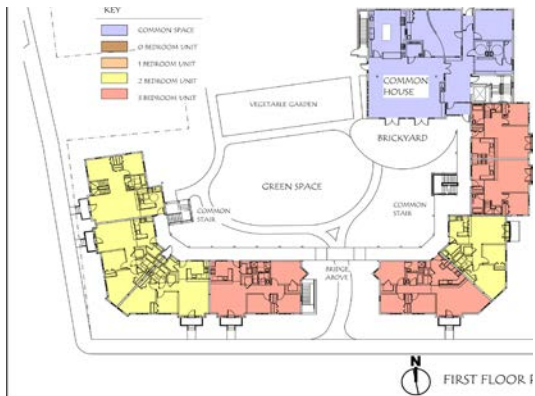 KEY
COMMON SPACE
0 BEDROOM UNIT
1 BEDROOM UNIT
2 BEDROOM UNIT
3 BEDROOM UNIT
COMMON
HOUSE
VEGETABLE GARDEN
BRICKYARD
GREEN SPACE
COMMON
STAIR
COMMON
STAIR
BRIDGE
ABOVE
N
FIRST FLOOR P